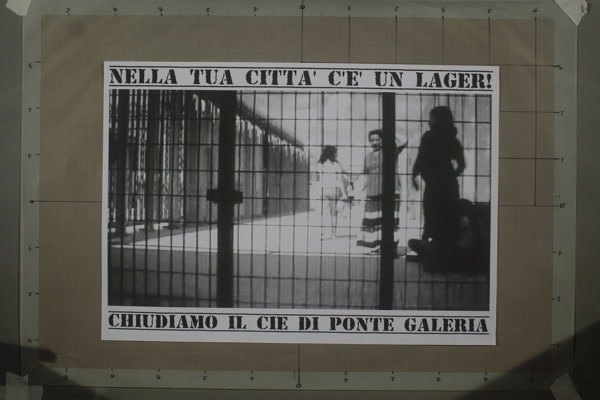 NELLA TUA CITTA' C'E' UN LAGER!
CHIUDIAMO IL CIE DI PONTE GALERIA